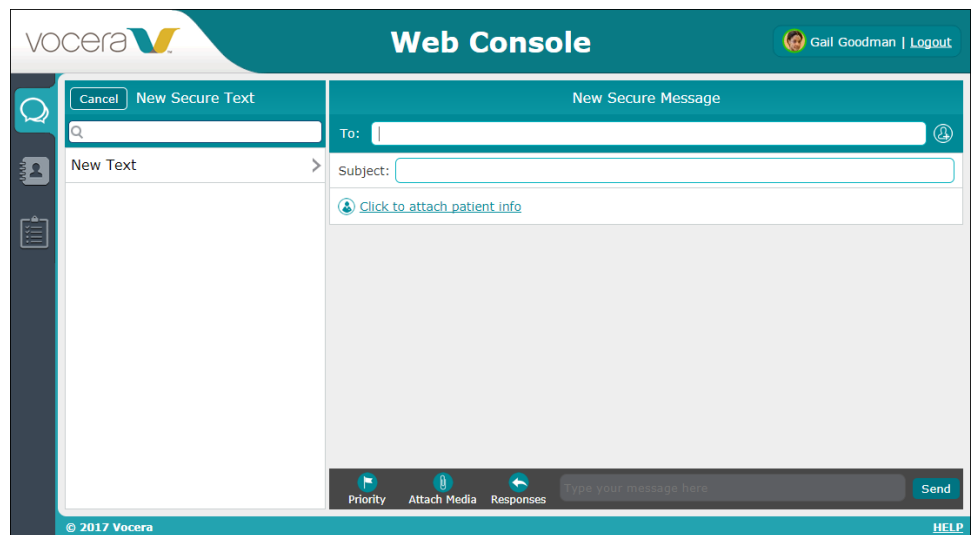 vocera
Web Console
Gail Goodman | Logout
Cancel New Secure Text
New Secure Message
To:
New Text
Subject:
Click to attach patient info
Priority Attach Media Responses Type your message here Send
© 2017 Vocera HELP